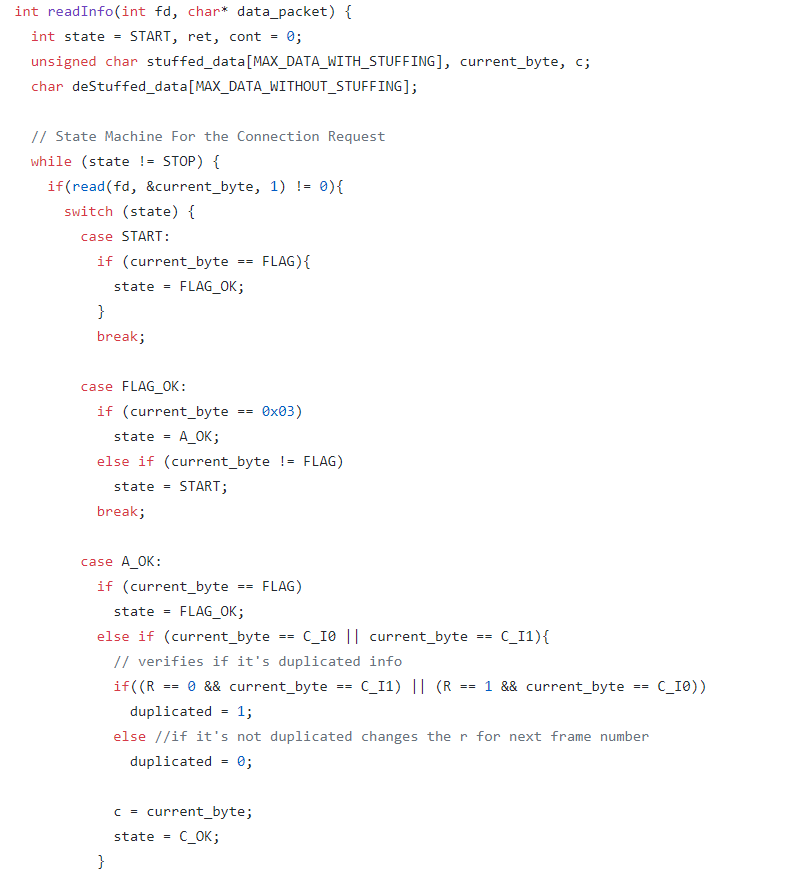 int readInfo(int fd, char* data_packet) {
  int state = START, ret, cont = 0;
  unsigned char stuffed_data[MAX_DATA_WITH_STUFFING], current_byte, c;
  char deStuffed_data[MAX_DATA_WITHOUT_STUFFING];

  // State Machine For the Connection Request
  while (state != STOP) {
    if(read(fd, &current_byte, 1) != 0){
      switch (state) {
        case START:
          if (current_byte == FLAG){
            state = FLAG_OK;
          }
          break;

        case FLAG_OK:
          if (current_byte == 0x03)
            state = A_OK;
          else if (current_byte != FLAG)
            state = START;
          break;

        case A_OK:
          if (current_byte == FLAG)
            state = FLAG_OK;
          else if (current_byte == C_I0 || current_byte == C_I1){
            // verifies if it's duplicated info
            if((R == 0 && current_byte == C_I1) || (R == 1 && current_byte == C_I0))
              duplicated = 1;
            else //if it's not duplicated changes the r for next frame number
              duplicated = 0;

            c = current_byte;
            state = C_OK;
          }